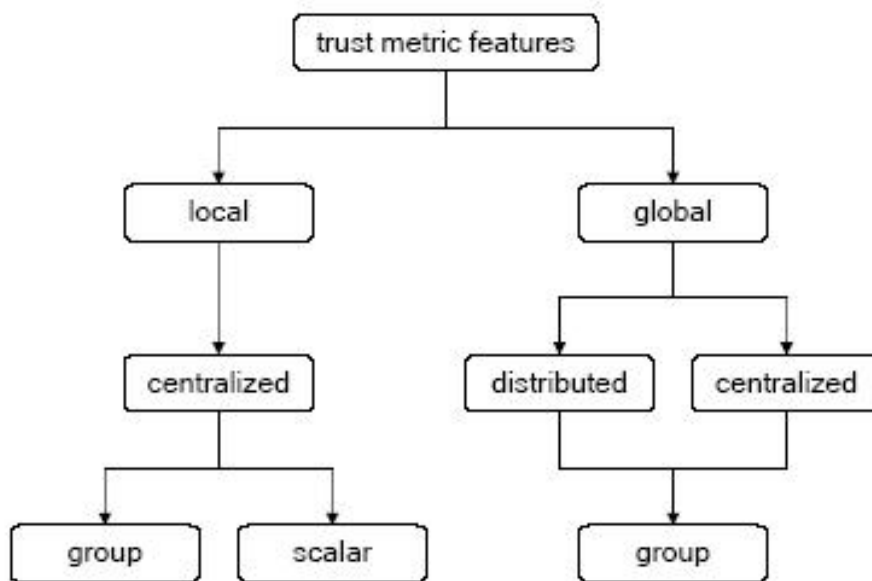 trust metric features
local
global
centralized
distributed
centralized
group
scalar
group